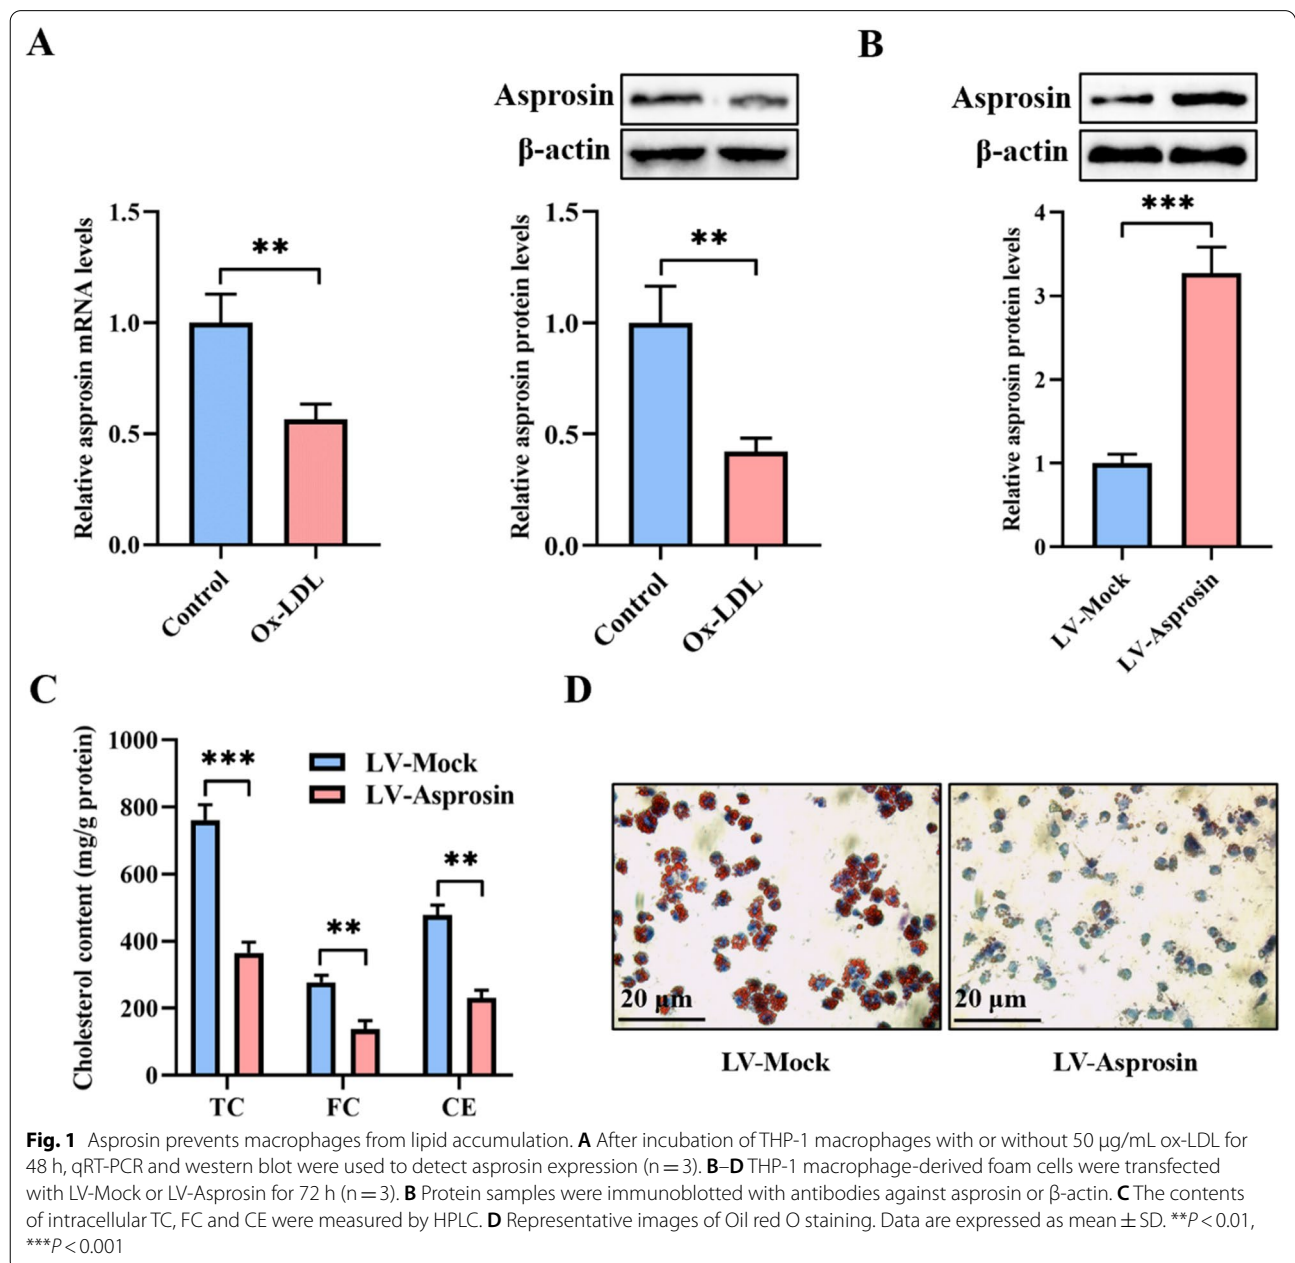 A
B
Asprosin
β-actin
Asprosin
β-actin
Relative asprosin mRNA levels
1.5
1.0
0.5
0.0
**
Control
Ox-LDL
Relative asprosin protein levels
1.5
1.0
0.5
0.0
**
Control
Ox-LDL
Relative asprosin protein levels
4
3
2
1
0
***
LV-Mock
LV-Asprosin
C
D
Cholesterol content (mg/g protein)
1000
800
600
400
200
0
***
**
**
LV-Mock
LV-Asprosin
TC
FC
CE
20 µm
20 µm
LV-Mock
LV-Asprosin
Fig. 1 Asprosin prevents macrophages from lipid accumulation. A After incubation of THP-1 macrophages with or without 50 µg/mL ox-LDL for
48 h, qRT-PCR and western blot were used to detect asprosin expression (n = 3). B–D THP-1 macrophage-derived foam cells were transfected
with LV-Mock or LV-Asprosin for 72 h (n = 3). B Protein samples were immunoblotted with antibodies against asprosin or β-actin. C The contents
of intracellular TC, FC and CE were measured by HPLC. D Representative images of Oil red O staining. Data are expressed as mean ± SD. **P < 0.01,
***P < 0.001